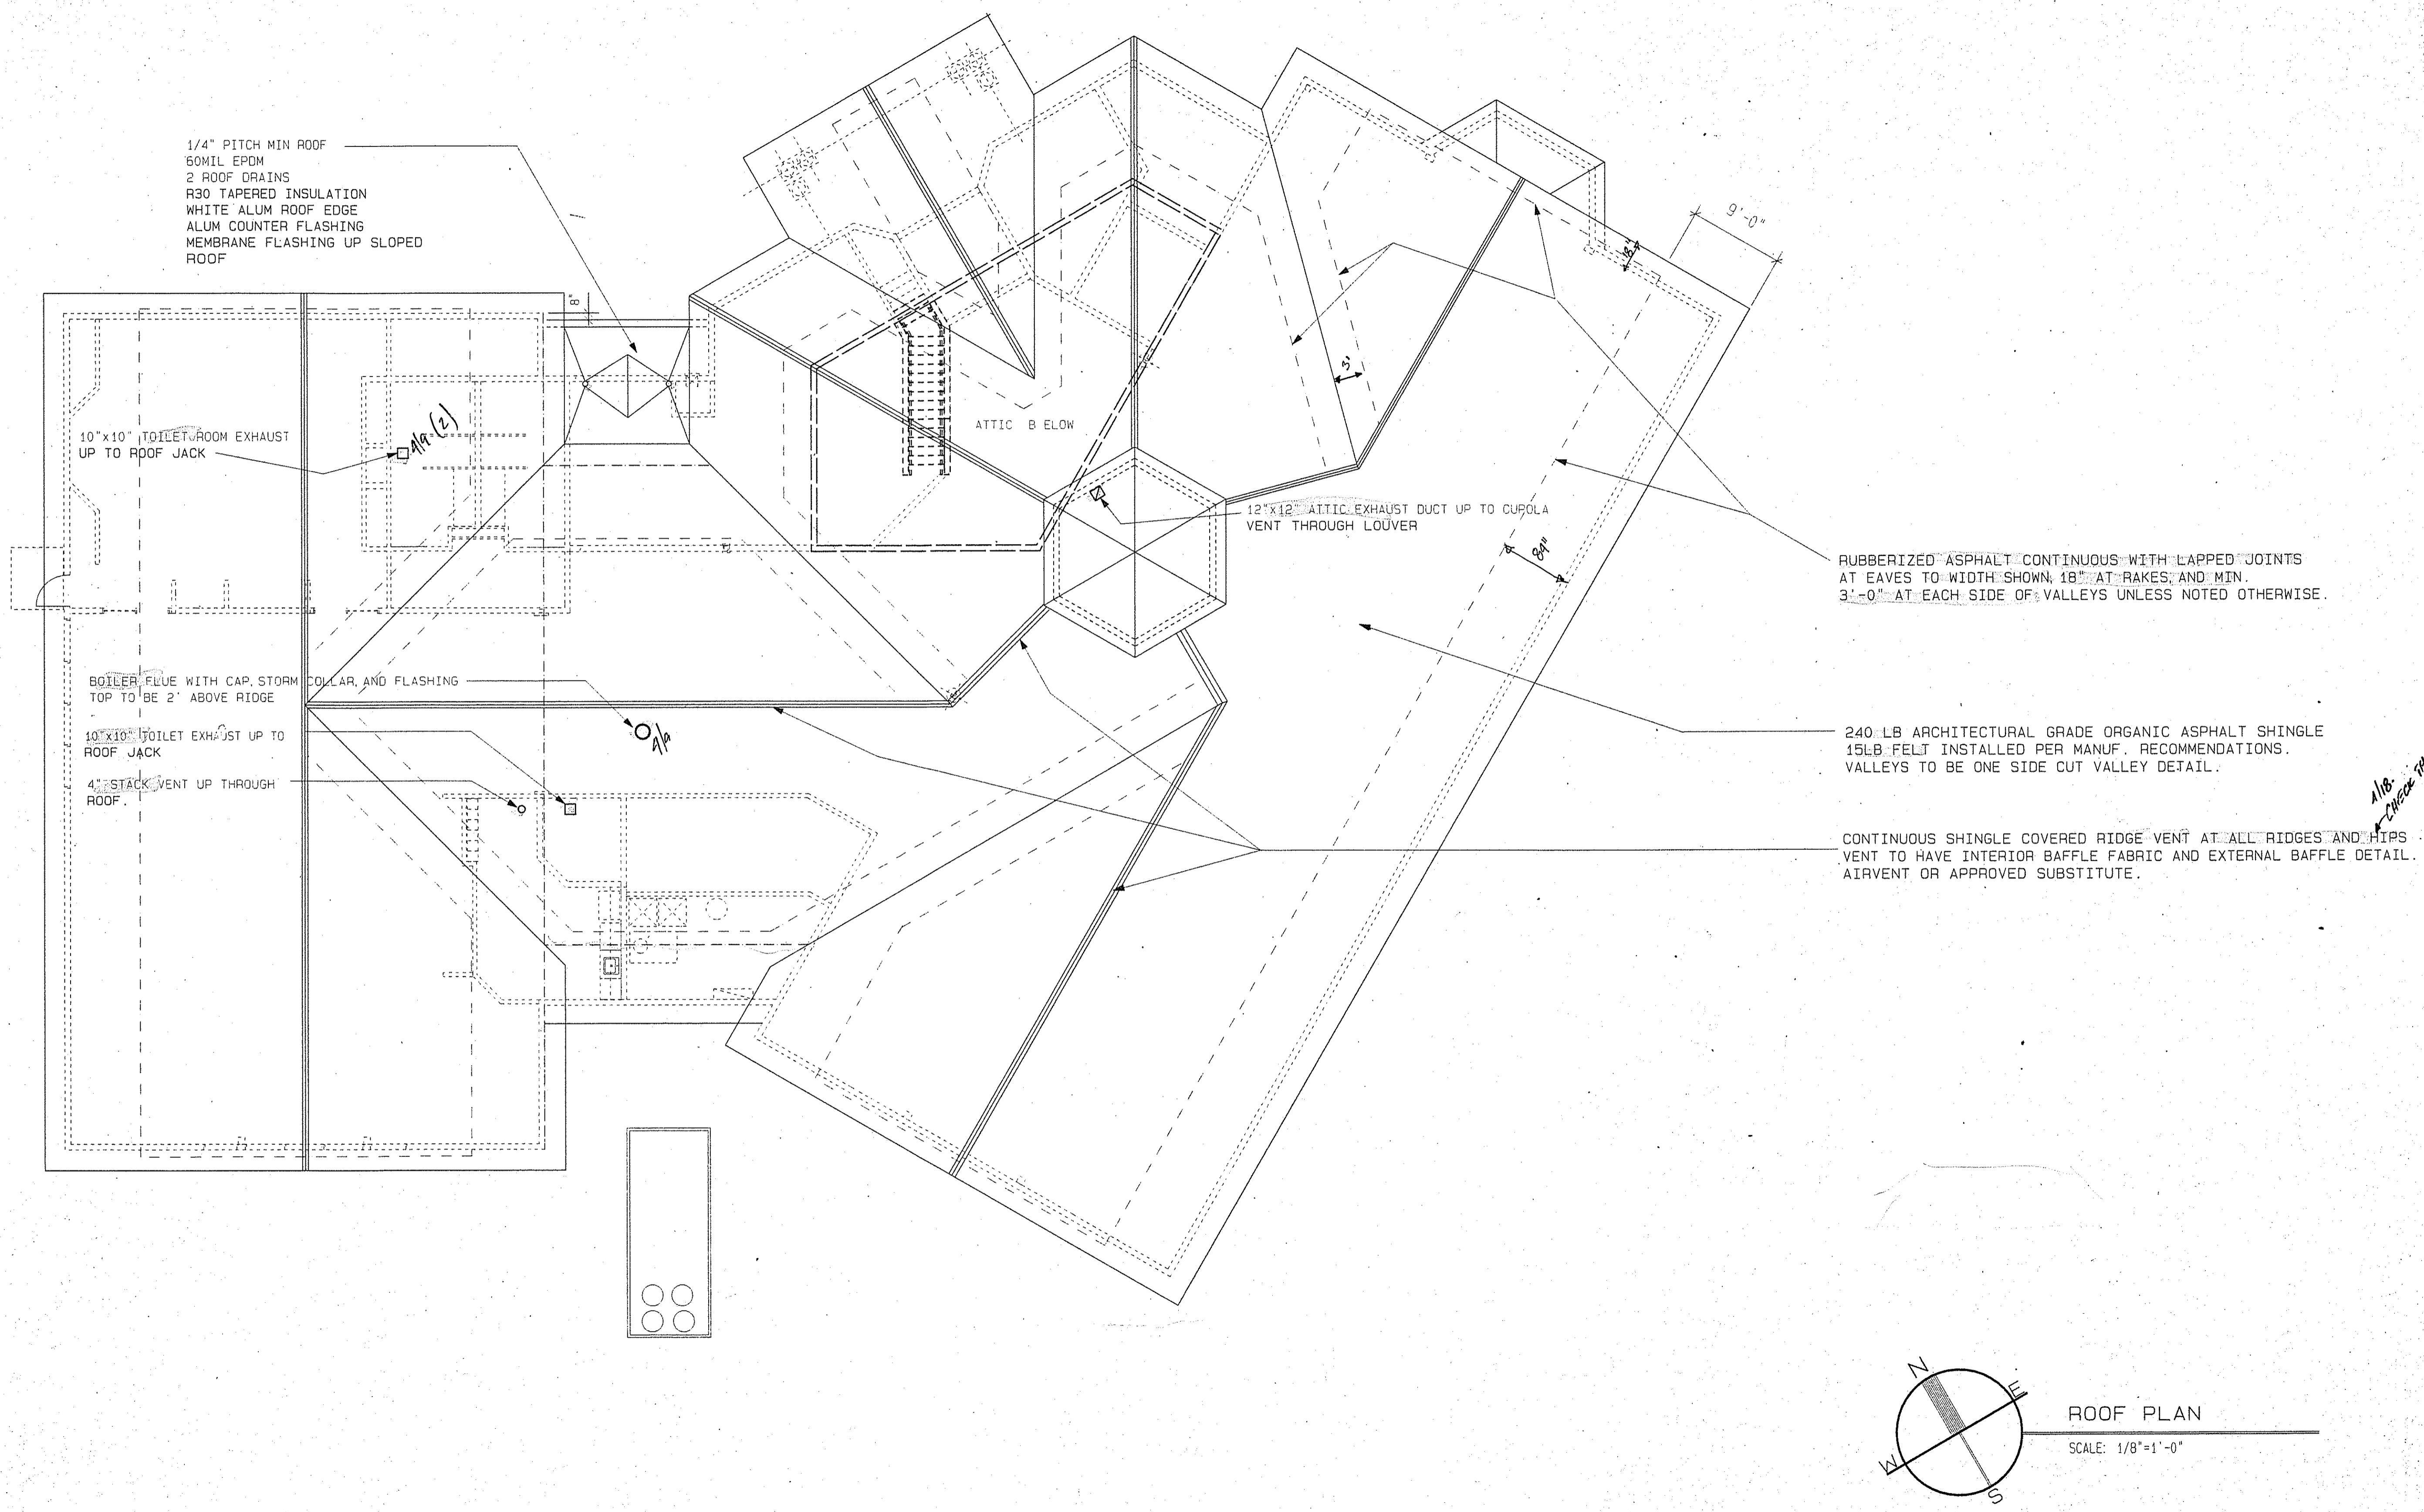 1/4" PITCH MIN ROOF
60MIL EPDM
2 ROOF DRAINS
R30 TAPERED INSULATION
WHITE ALUM ROOF EDGE
ALUM COUNTER FLASHING
MEMBRANE FLASHING UP SLOPED
ROOF
9'-0"
18"
8"
3'
10"x10" TOILET ROOM EXHAUST
UP TO ROOF JACK
9/9 (2)
ATTIC BELOW
12"x12" ATTIC EXHAUST DUCT UP TO CUPOLA
VENT THROUGH LOUVER
84"
RUBBERIZED ASPHALT CONTINUOUS WITH LAPPED JOINTS
AT EAVES TO WIDTH SHOWN, 18" AT RAKES, AND MIN.
3'-0" AT EACH SIDE OF VALLEYS UNLESS NOTED OTHERWISE.
BOILER FLUE WITH CAP, STORM COLLAR, AND FLASHING
TOP TO BE 2' ABOVE RIDGE
9/9
10"x10" TOILET EXHAUST UP TO
ROOF JACK
4" STACK VENT UP THROUGH
ROOF.
240 LB ARCHITECTURAL GRADE ORGANIC ASPHALT SHINGLE
15LB FELT INSTALLED PER MANUF. RECOMMENDATIONS.
VALLEYS TO BE ONE SIDE CUT VALLEY DETAIL.
CHECK
CONTINUOUS SHINGLE COVERED RIDGE VENT AT ALL RIDGES AND HIPS
VENT TO HAVE INTERIOR BAFFLE FABRIC AND EXTERNAL BAFFLE DETAIL.
AIRVENT OR APPROVED SUBSTITUTE.
N
E
W
S
ROOF PLAN
SCALE: 1/8"=1'-0"